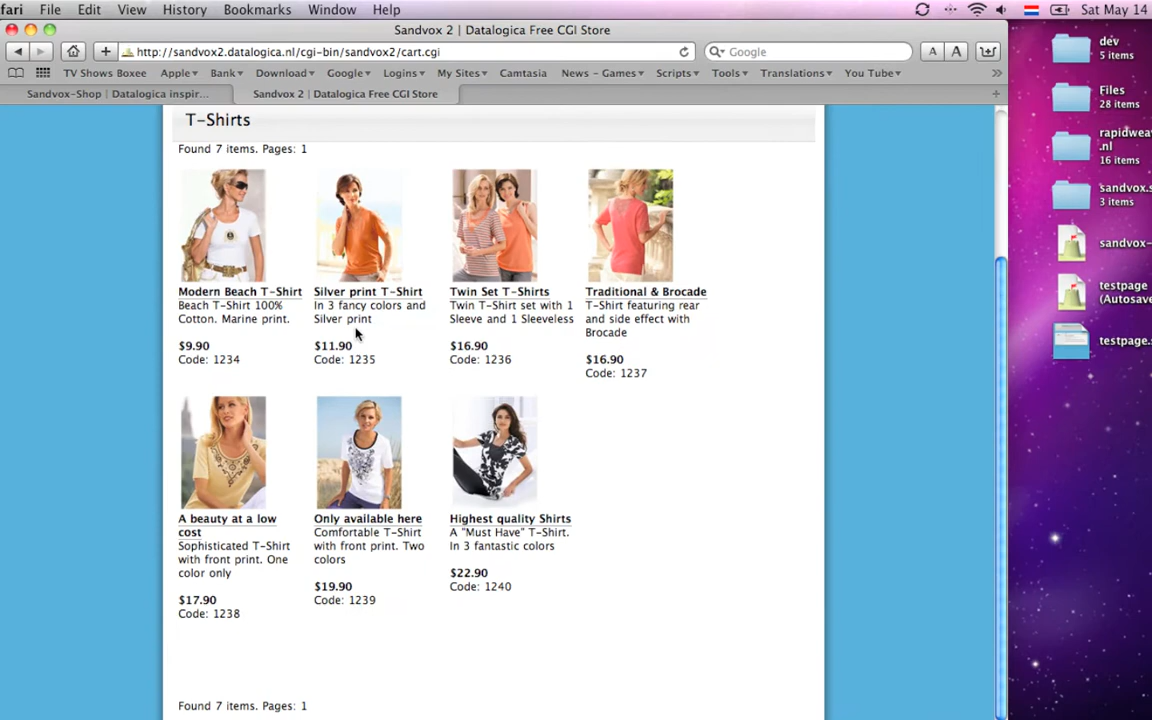 fari File Edit View History Bookmarks Window Help Sat May 14
Sandvox 2 | Datalogica Free CGI Store
http://sandvox2.datalogica.nl/cgi-bin/sandvox2/cart.cgi Google A A
TV Shows Boxee Apple Bank Download Google Logins My Sites Camtasia News - Games Scripts Tools Translations You Tube
Sandvox-Shop | Datalogica inspir... Sandvox 2 | Datalogica Free CGI Store
T-Shirts
Found 7 items. Pages: 1
Modern Beach T-Shirt
Beach T-Shirt 100%
Cotton. Marine print.
$9.90
Code: 1234
Silver print T-Shirt
In 3 fancy colors and
Silver print
$11.90
Code: 1235
Twin Set T-Shirts
Twin T-Shirt set with 1
Sleeve and 1 Sleeveless
$16.90
Code: 1236
Traditional & Brocade
T-Shirt featuring rear
and side effect with
Brocade
$16.90
Code: 1237
A beauty at a low
cost
Sophisticated T-Shirt
with front print. One
color only
$17.90
Code: 1238
Only available here
Comfortable T-Shirt
with front print. Two
colors
$19.90
Code: 1239
Highest quality Shirts
A "Must Have" T-Shirt.
In 3 fantastic colors
$22.90
Code: 1240
Found 7 items. Pages: 1
dev
5 items
Files
28 items
rapidwea
.nl
16 items
sandvox.s
3 items
sandvox-
testpage
(Autosave
testpage.s